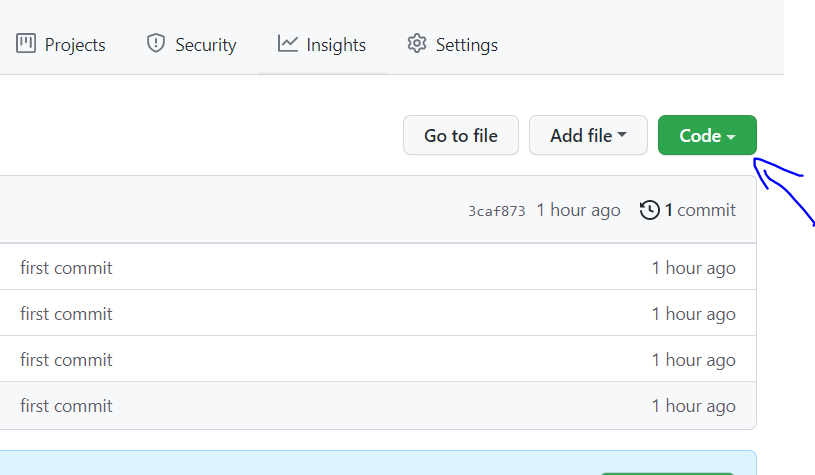 Projects Security Insights Settings
Go to file Add file Code
3caf873 1 hour ago 1 commit
first commit 1 hour ago
first commit 1 hour ago
first commit 1 hour ago
first commit 1 hour ago